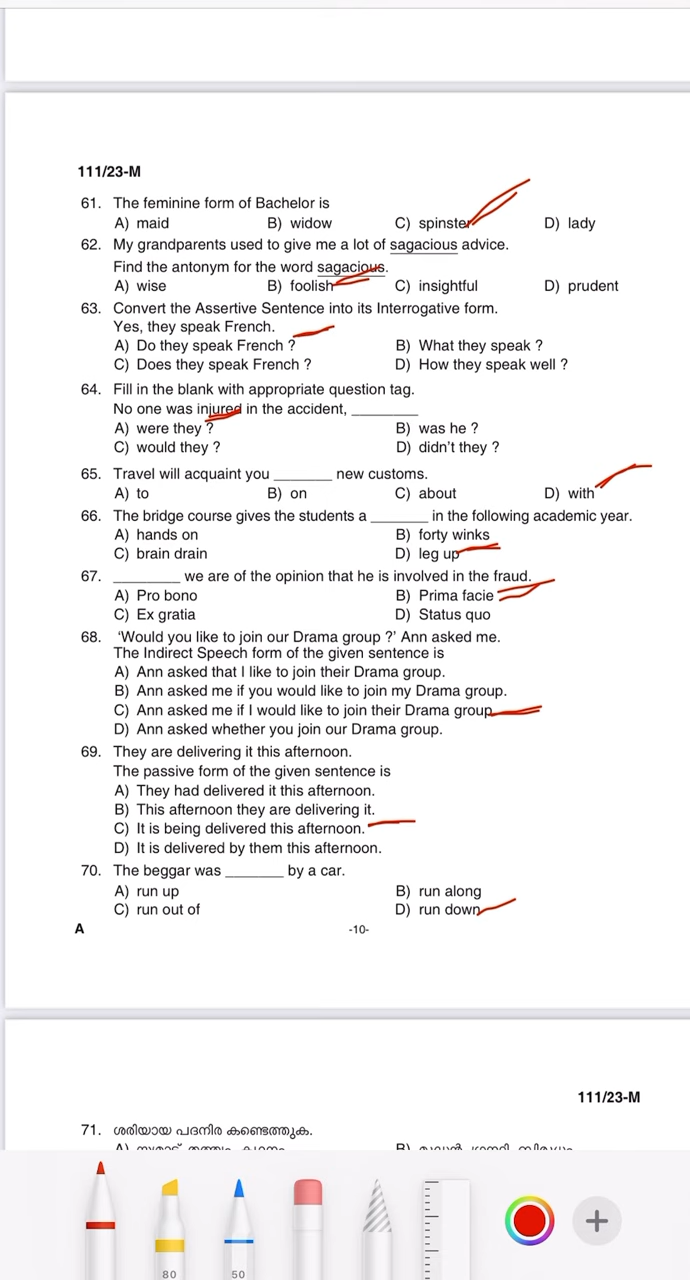 111/23-M
61. The feminine form of Bachelor is
A) maid B) widow C) spinster D) lady
62. My grandparents used to give me a lot of sagacious advice.
Find the antonym for the word sagacious.
A) wise B) foolish C) insightful D) prudent
63. Convert the Assertive Sentence into its Interrogative form.
Yes, they speak French.
A) Do they speak French ? B) What they speak ?
C) Does they speak French ? D) How they speak well ?
64. Fill in the blank with appropriate question tag.
No one was injured in the accident, ________
A) were they ? B) was he ?
C) would they ? D) didn't they ?
65. Travel will acquaint you _______ new customs.
A) to B) on C) about D) with
66. The bridge course gives the students a _______ in the following academic year.
A) hands on B) forty winks
C) brain drain D) leg up
67. ________ we are of the opinion that he is involved in the fraud.
A) Pro bono B) Prima facie
C) Ex gratia D) Status quo
68. 'Would you like to join our Drama group ?' Ann asked me.
The Indirect Speech form of the given sentence is
A) Ann asked that I like to join their Drama group.
B) Ann asked me if you would like to join my Drama group.
C) Ann asked me if I would like to join their Drama group.
D) Ann asked whether you join our Drama group.
69. They are delivering it this afternoon.
The passive form of the given sentence is
A) They had delivered it this afternoon.
B) This afternoon they are delivering it.
C) It is being delivered this afternoon.
D) It is delivered by them this afternoon.
70. The beggar was _______ by a car.
A) run up B) run along
C) run out of D) run down
A -10-
111/23-M
71. ശരിയായ പദനിര കണ്ടെത്തുക.
A) B)
80 50